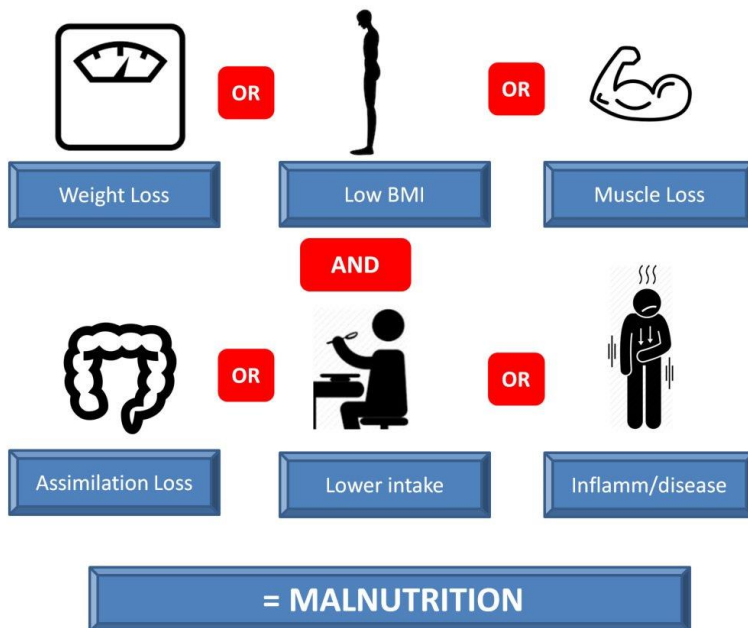 OR
OR
Weight Loss
Low BMI
Muscle Loss
AND
OR
OR
Assimilation Loss
Lower intake
Inflamm/disease
= MALNUTRITION